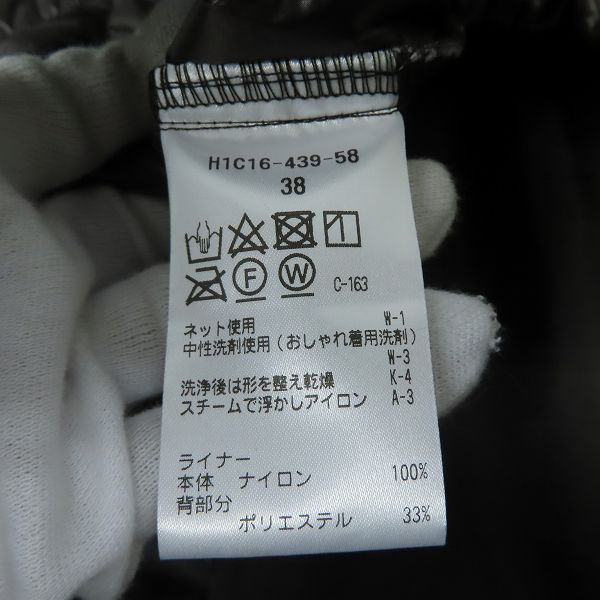 H1C16-439-58
38
F W C-163
ネット使用 W-1
中性洗剤使用(おしゃれ着用洗剤)
W-3
洗浄後は形を整え乾燥 K-4
スチームで浮かしアイロン A-3
ライナー
本体 ナイロン 100%
背部分
ポリエステル 33%